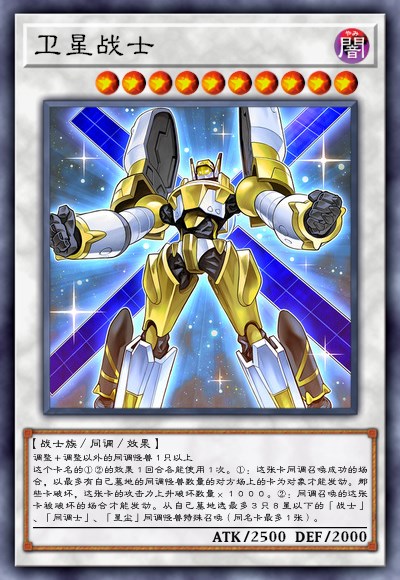 卫星战士
やみ
闇
【战士族／同调／效果】
调整＋调整以外的同调怪兽1只以上
这个卡名的①②的效果1回合各能使用1次。①：这张卡同调召唤成功的场
合，以最多有自己墓地的同调怪兽数量的对方场上的卡为对象才能发动。那
些卡破坏，这张卡的攻击力上升破坏数量×1000。②：同调召唤的这张
卡被破坏的场合才能发动。从自己墓地选最多3只8星以下的「战士」
、「同调士」、「星尘」同调怪兽特殊召唤（同名卡最多1张）。
ATK/2500 DEF/2000